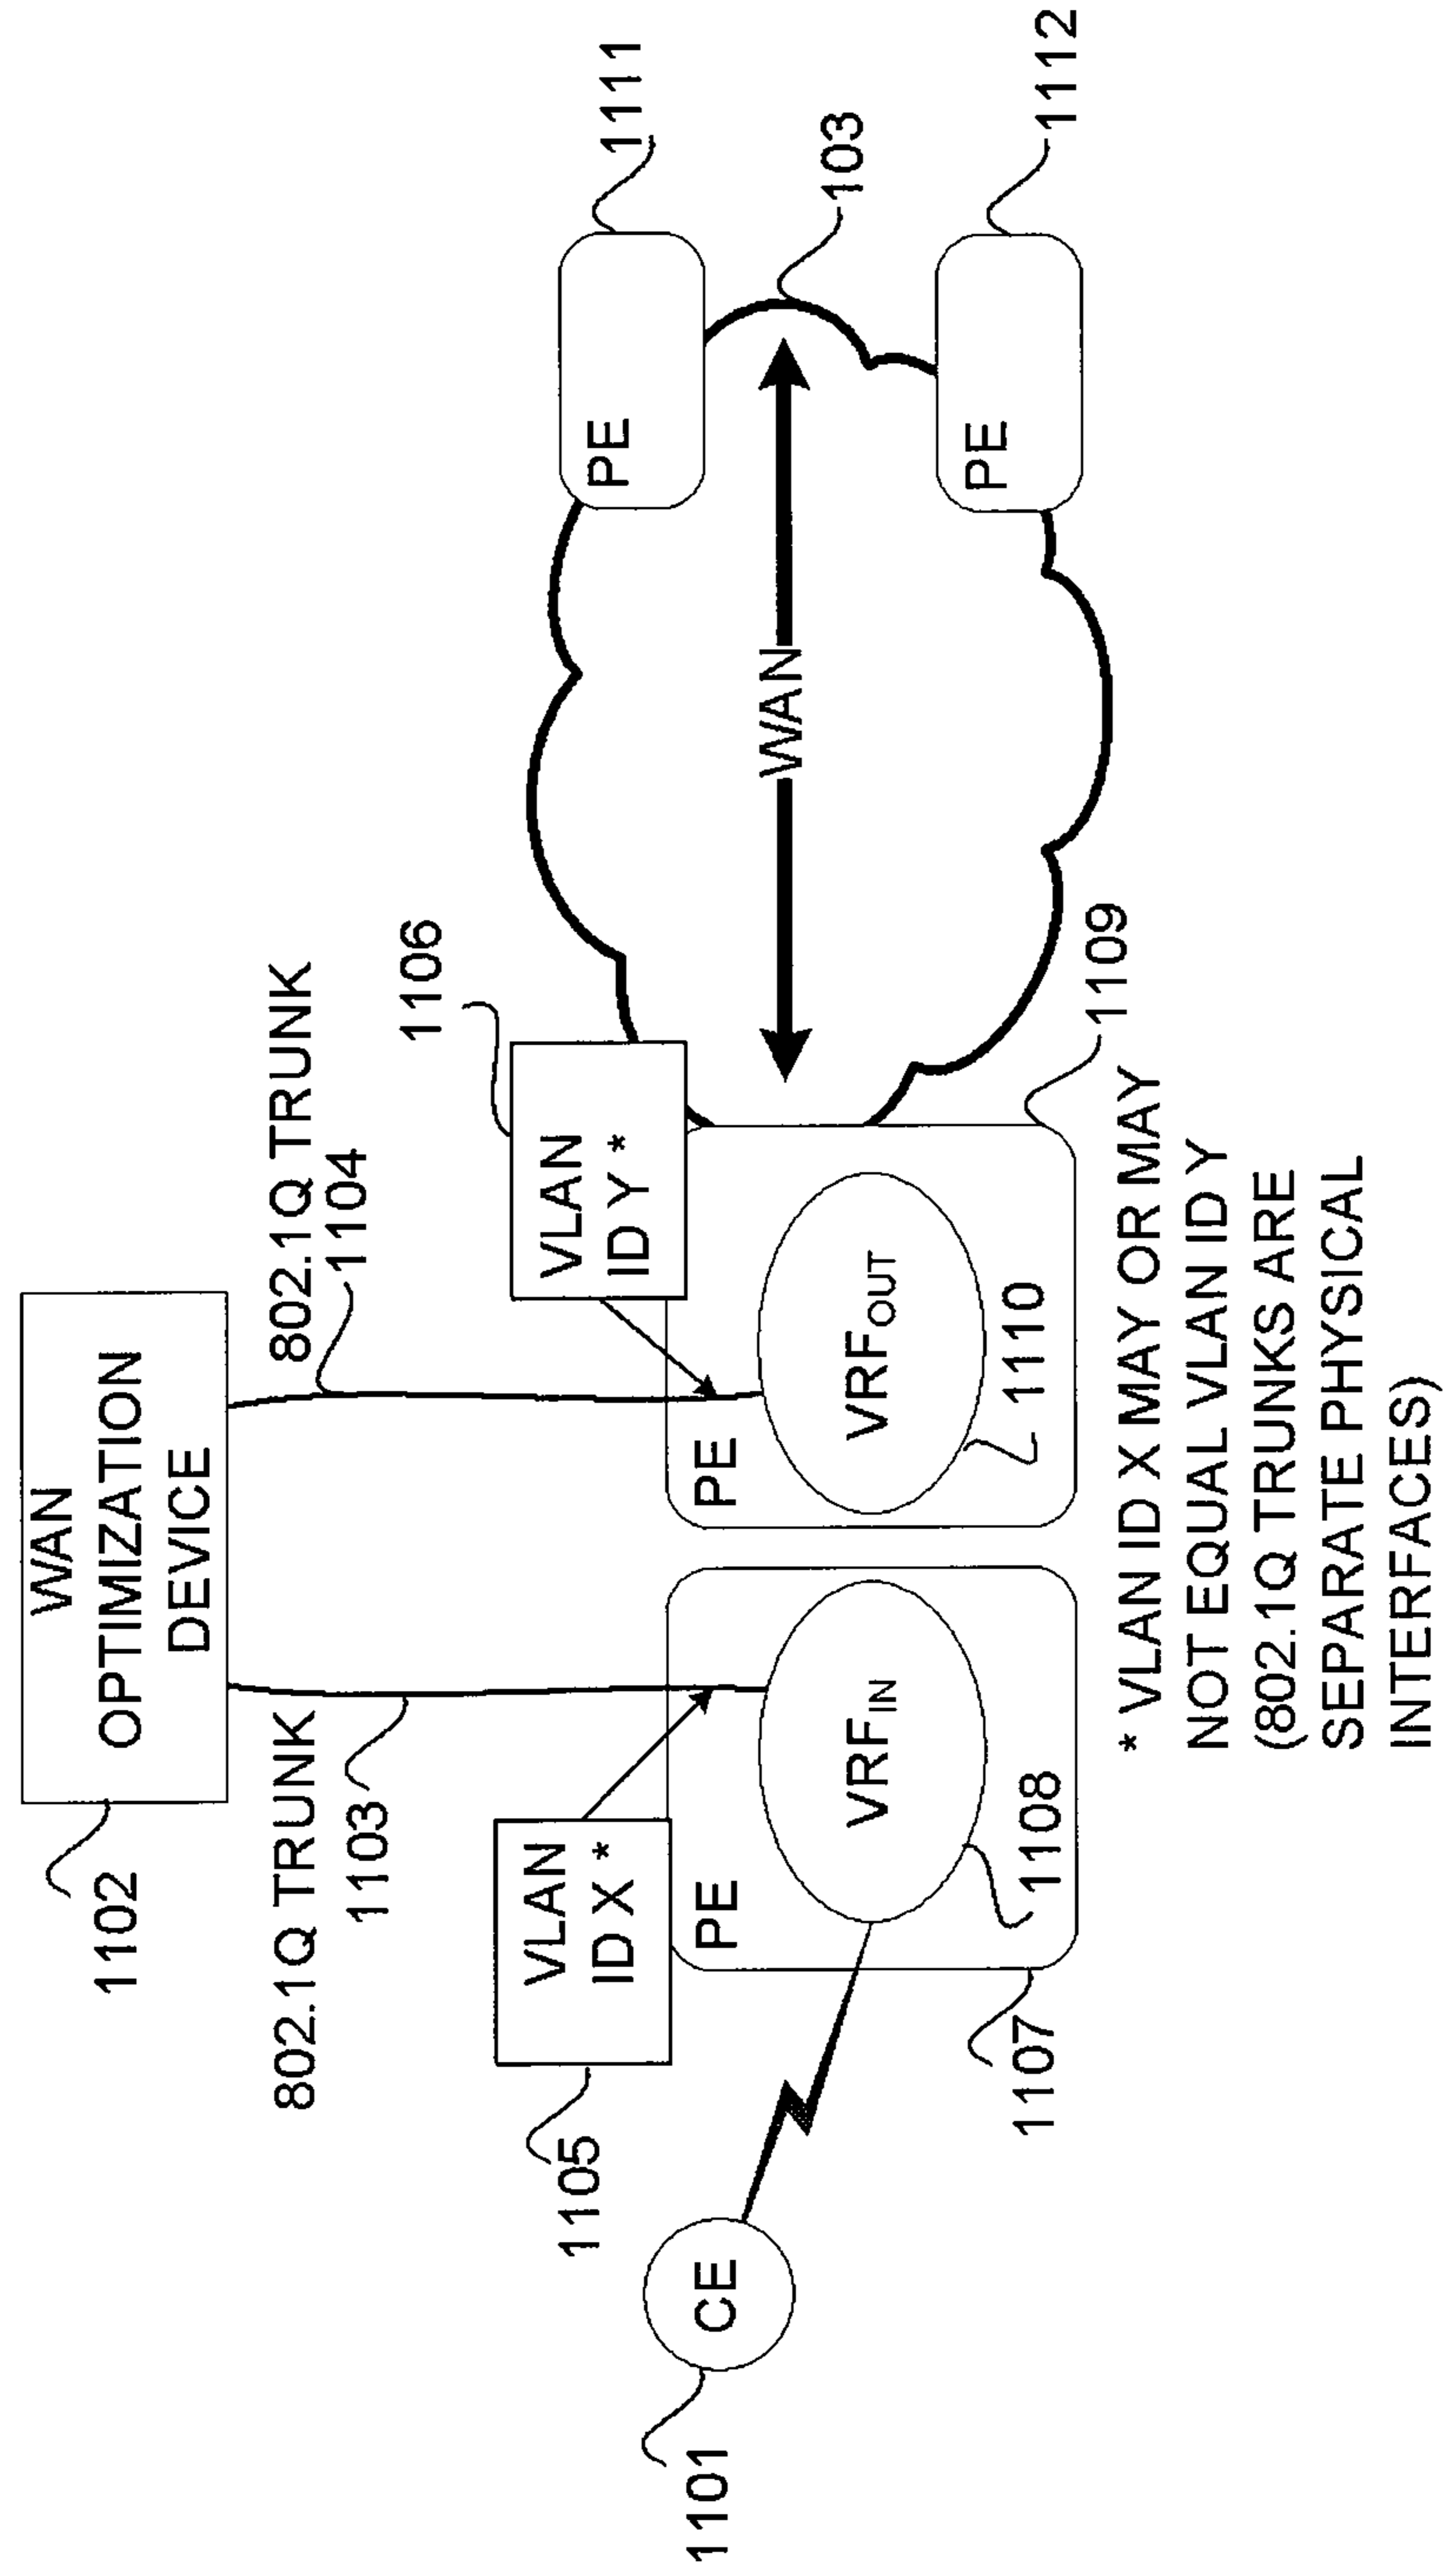 WAN
OPTIMIZATION
DEVICE
1102
802.1Q TRUNK
1103
802.1Q TRUNK
1104
VLAN
ID X *
1105
VLAN
ID Y *
1106
CE
1101
PE
VRFIN
1108
1107
PE
VRFOUT
1110
1109
WAN
103
PE
1111
PE
1112
* VLAN ID X MAY OR MAY
NOT EQUAL VLAN ID Y
(802.1Q TRUNKS ARE
SEPARATE PHYSICAL
INTERFACES)